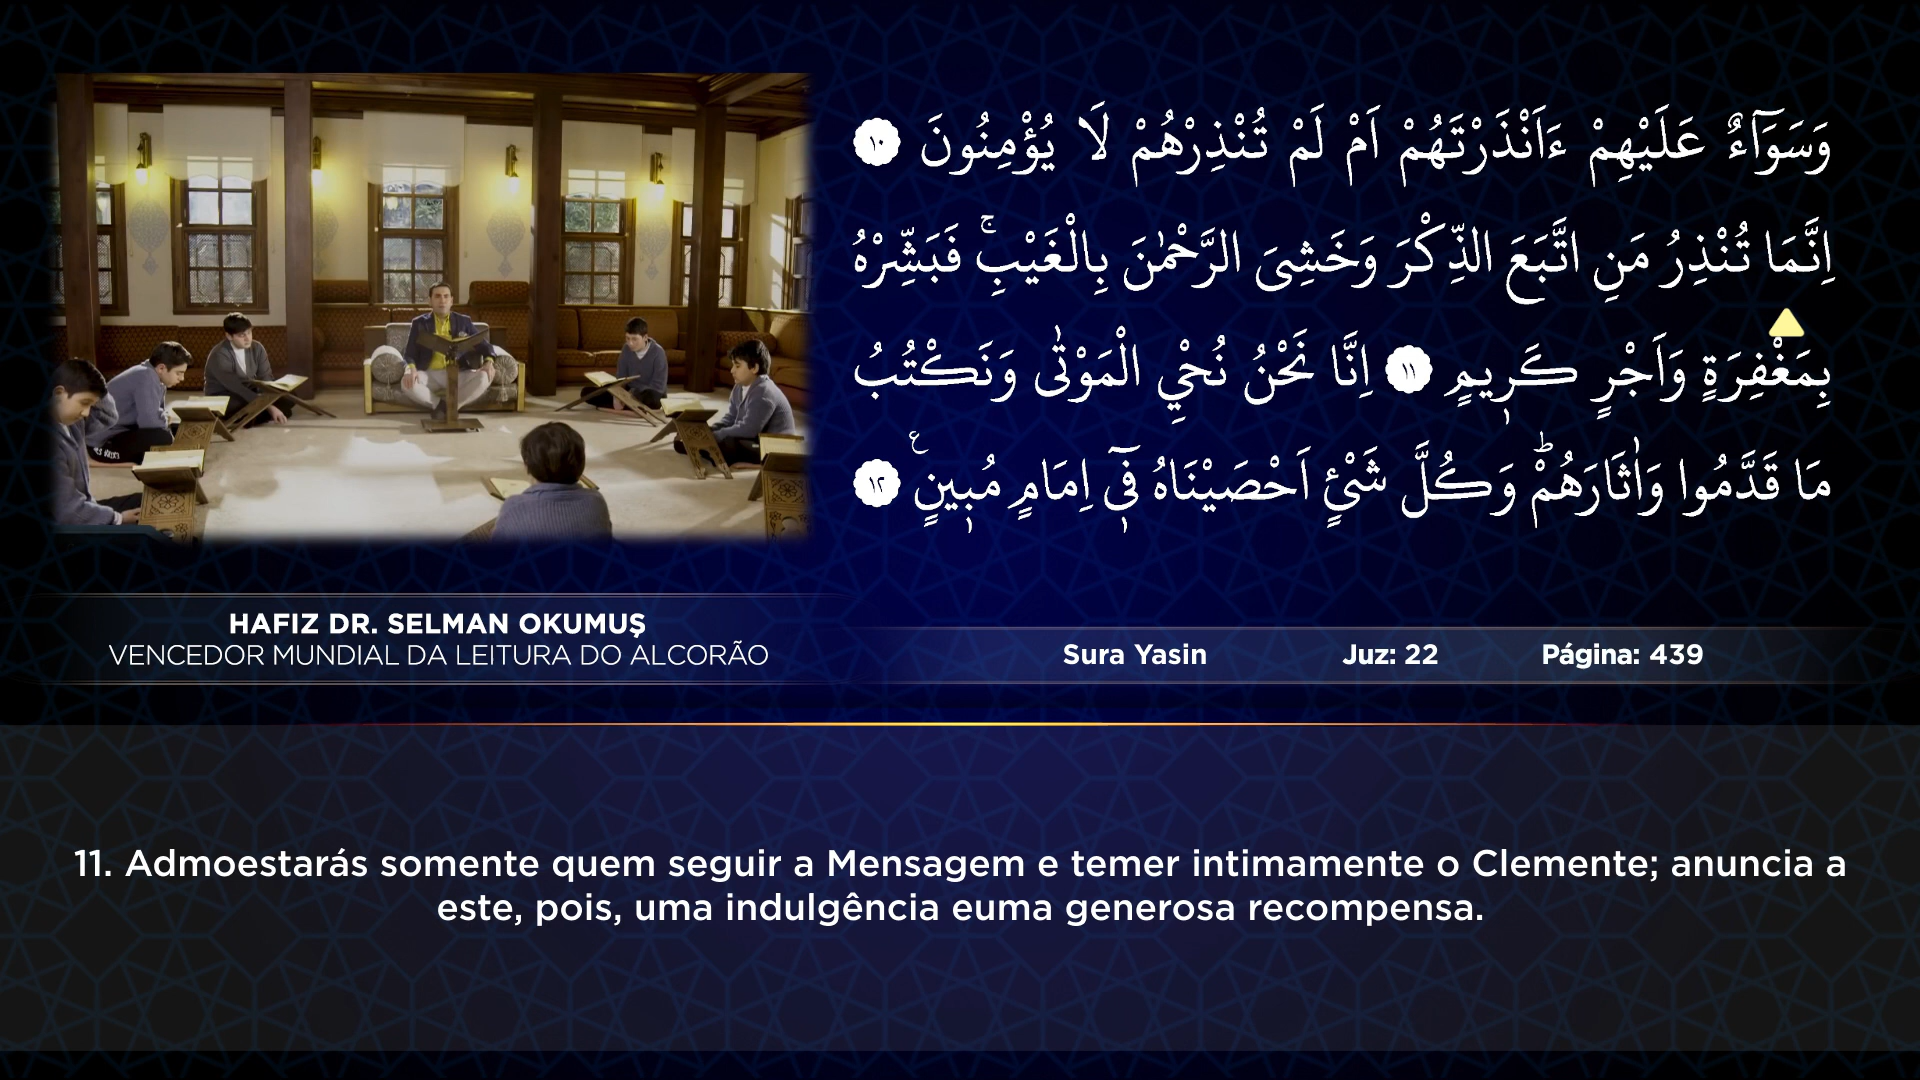 وَسَوَٓاءٌ عَلَيْهِمْ ءَاَنْذَرْتَهُمْ اَمْ لَمْ تُنْذِرْهُمْ لَا يُؤْمِنُونَ ١٠
اِنَّمَا تُنْذِرُ مَنِ اتَّبَعَ الذِّكْرَ وَخَشِىَ الرَّحْمٰنَ بِالْغَيْبِۚ فَبَشِّرْهُ
بِمَغْفِرَةٍ وَاَجْرٍ كَرٖيمٍ ١١ اِنَّا نَحْنُ نُحْيِ الْمَوْتٰى وَنَكْتُبُ
مَا قَدَّمُوا وَاٰثَارَهُمْؕ وَكُلَّ شَيْئٍ اَحْصَيْنَاهُ فٖٓى اِمَامٍ مُبٖينٍ ع ١٢
HAFIZ DR. SELMAN OKUMUŞ
VENCEDOR MUNDIAL DA LEITURA DO ALCORÃO
Sura Yasin Juz: 22 Página: 439
11. Admoestarás somente quem seguir a Mensagem e temer intimamente o Clemente; anuncia a
este, pois, uma indulgência euma generosa recompensa.